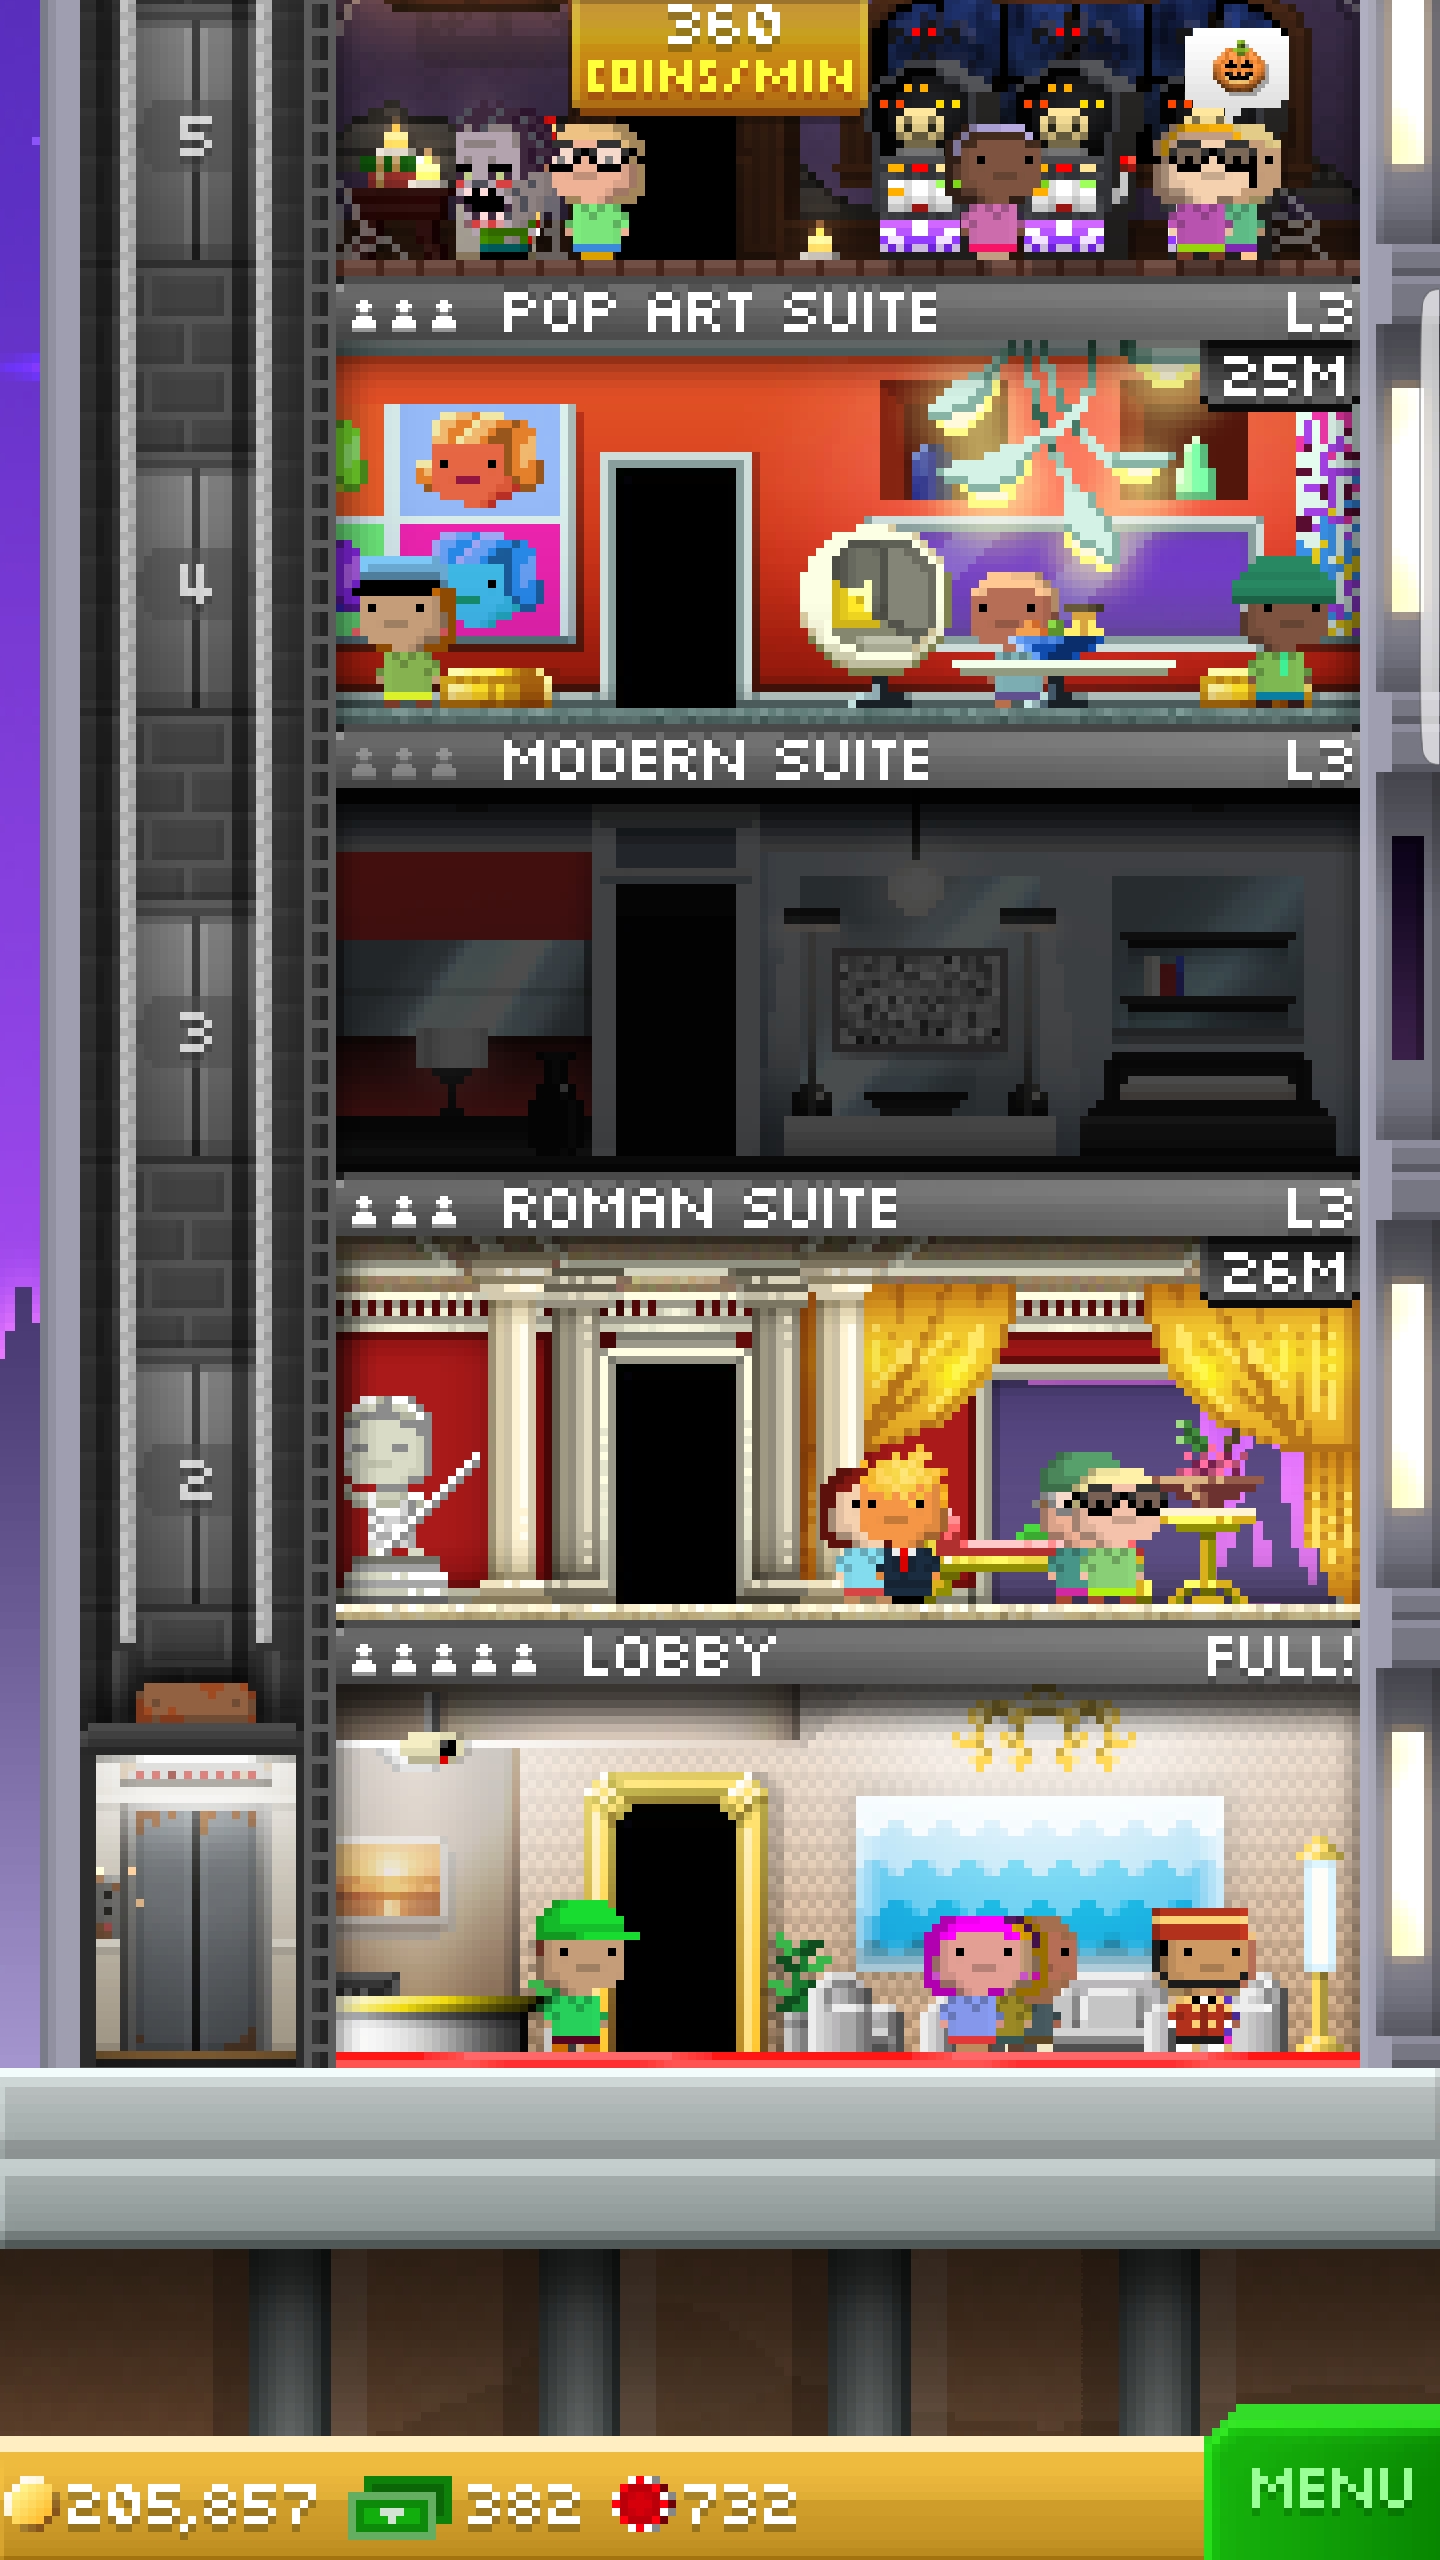 360
COINS/MIN
5
POP ART SUITE L3
25M
4
MODERN SUITE L3
3
ROMAN SUITE L3
26M
2
LOBBY FULL!
205,857 382 732
MENU